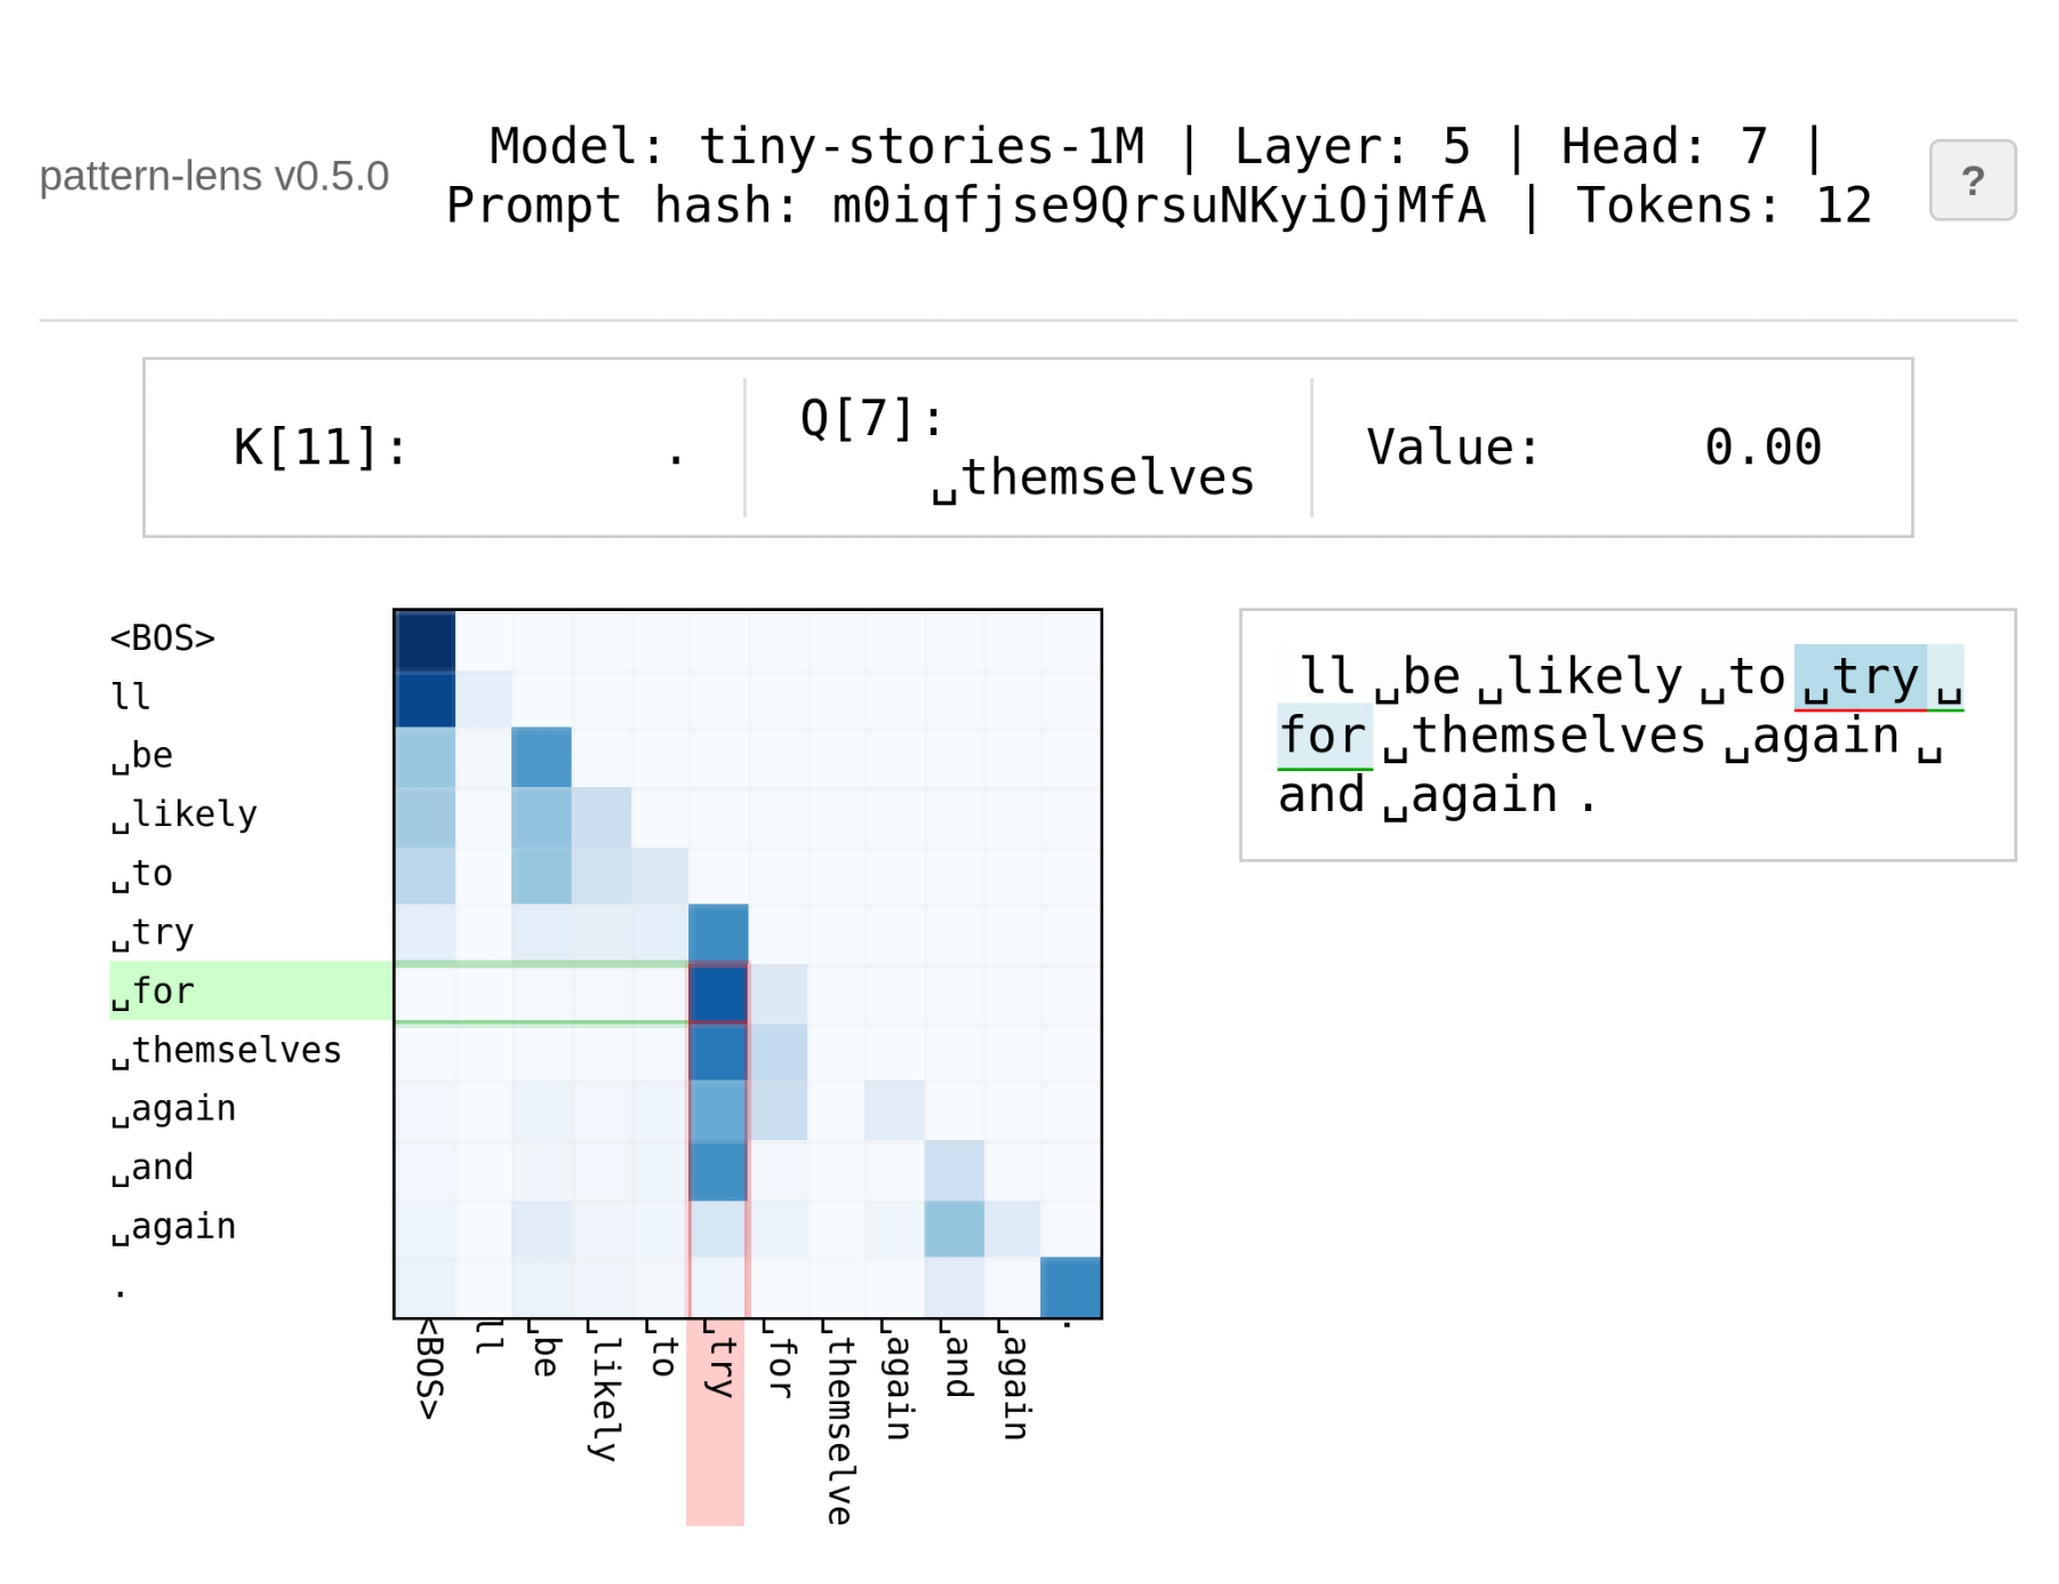 pattern-lens v0.5.0
Model: tiny-stories-1M | Layer: 5 | Head: 7 |
Prompt hash: m0iqfjse9QrsuNKyiOjMfA | Tokens: 12
?
K[11]: .
Q[7]:
␣themselves
Value: 0.00
<BOS>
ll
␣be
␣likely
␣to
␣try
␣for
␣themselves
␣again
␣and
␣again
.
<BOS>
ll
␣be
␣likely
␣to
␣try
␣for
␣themselve
␣again
␣and
␣again
.
ll ␣be ␣likely ␣to ␣try ␣
for ␣themselves ␣again ␣
and ␣again .